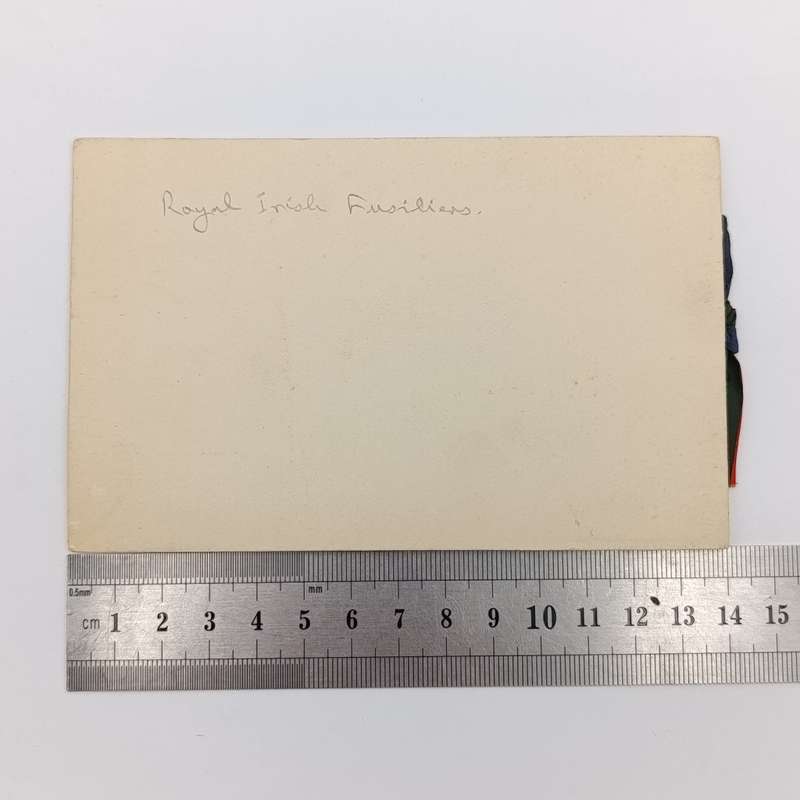 Royal Irish Fusiliers.
0.5mm mm
cm 1 2 3 4 5 6 7 8 9 10 11 12 13 14 15